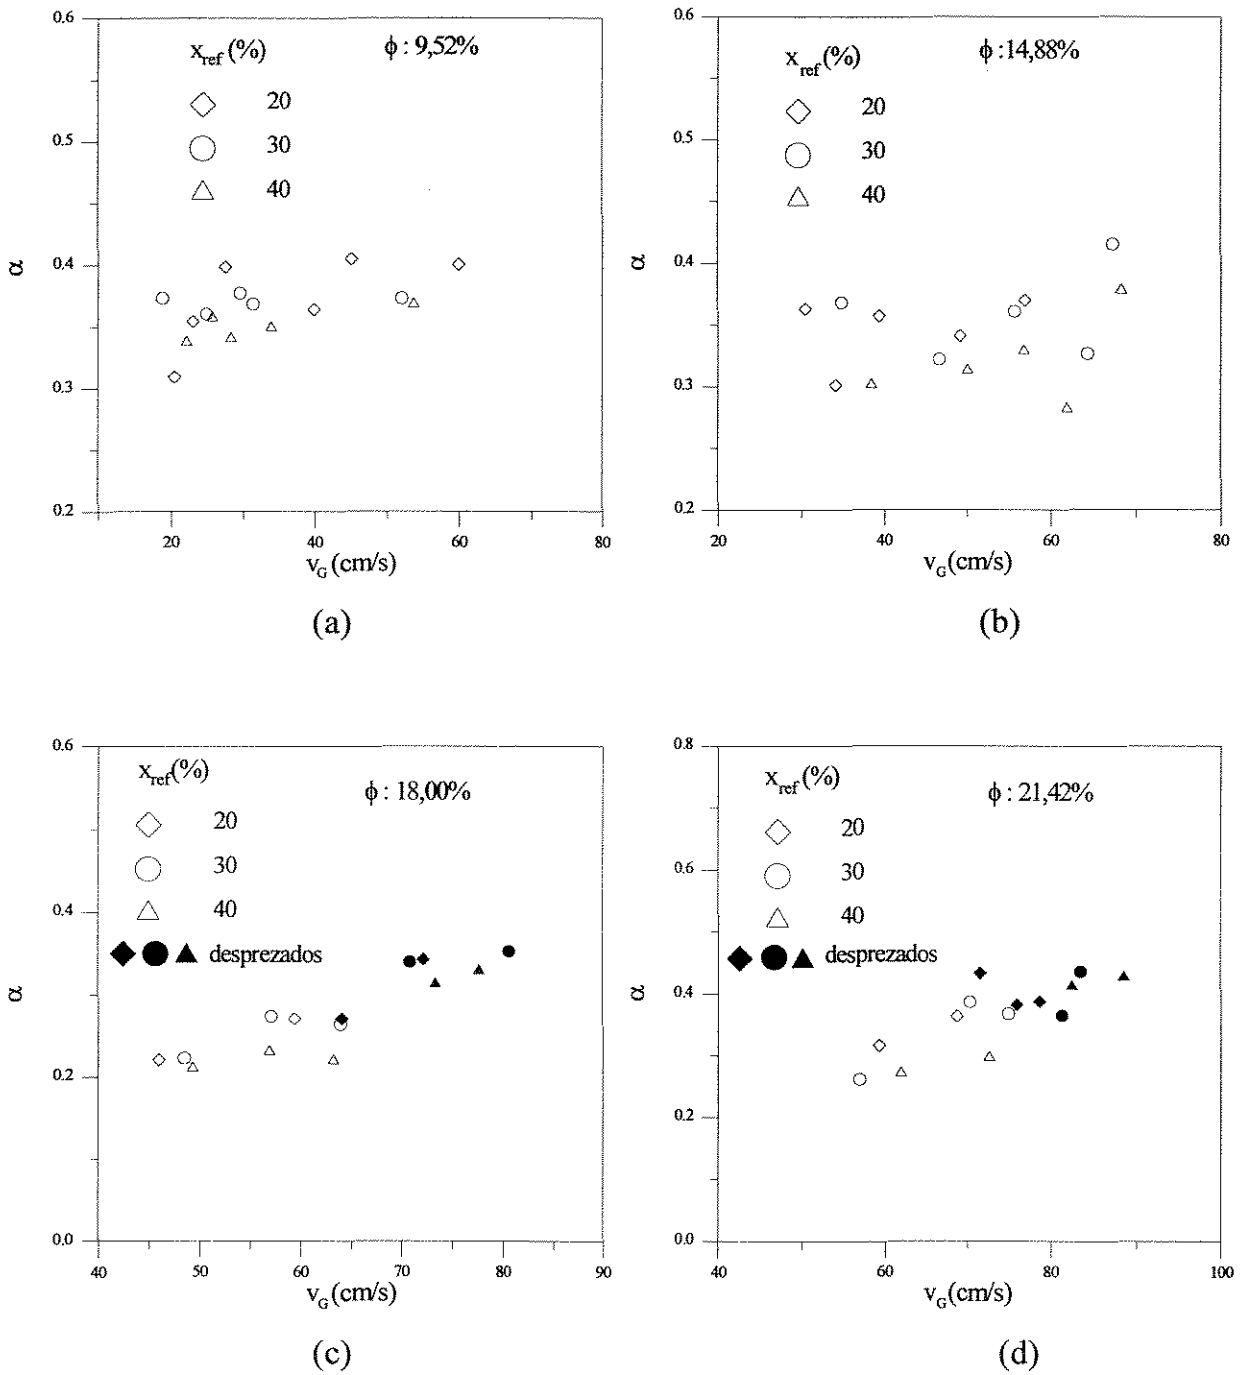 0.6
x_ref (%)
ϕ : 9,52%
20
0.5
30
40
0.4
α
0.3
0.2
20
40
60
80
v_G (cm/s)
(a)
0.6
x_ref (%)
ϕ : 14,88%
20
0.5
30
40
0.4
α
0.3
0.2
20
40
60
80
v_G (cm/s)
(b)
0.6
x_ref (%)
ϕ : 18,00%
20
30
0.4
40
desprezados
α
0.2
0.0
40
50
60
70
80
90
v_G (cm/s)
(c)
0.8
x_ref (%)
ϕ : 21,42%
20
0.6
30
40
desprezados
0.4
α
0.2
0.0
40
60
80
100
v_G (cm/s)
(d)